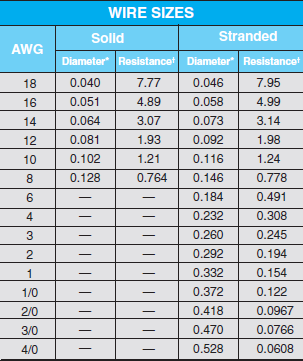 WIRE SIZES
AWG Solid Stranded
Diameter* Resistance† Diameter* Resistance†
18 0.040 7.77 0.046 7.95
16 0.051 4.89 0.058 4.99
14 0.064 3.07 0.073 3.14
12 0.081 1.93 0.092 1.98
10 0.102 1.21 0.116 1.24
8 0.128 0.764 0.146 0.778
6 — — 0.184 0.491
4 — — 0.232 0.308
3 — — 0.260 0.245
2 — — 0.292 0.194
1 — — 0.332 0.154
1/0 — — 0.372 0.122
2/0 — — 0.418 0.0967
3/0 — — 0.470 0.0766
4/0 — — 0.528 0.0608